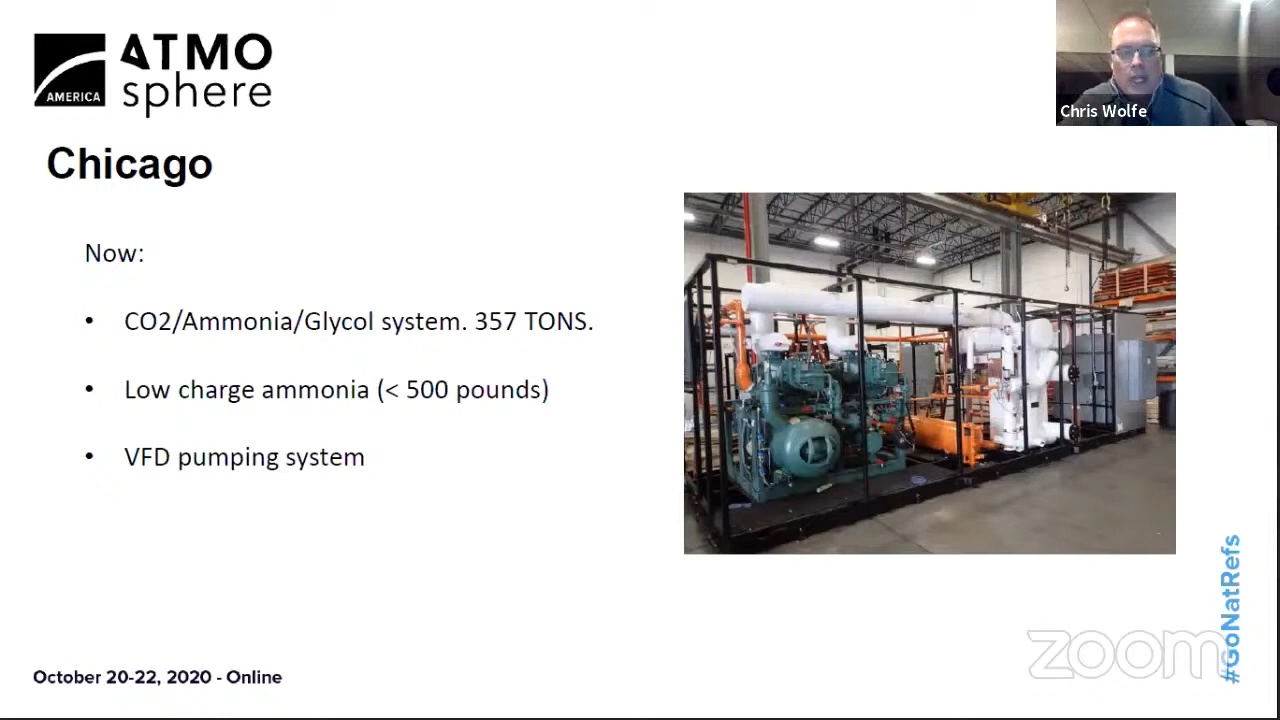 ATMO
sphere
AMERICA
Chris Wolfe
Chicago
Now:
• CO2/Ammonia/Glycol system. 357 TONS.
• Low charge ammonia (< 500 pounds)
• VFD pumping system
#GoNatRefs
zoom
October 20-22, 2020 - Online